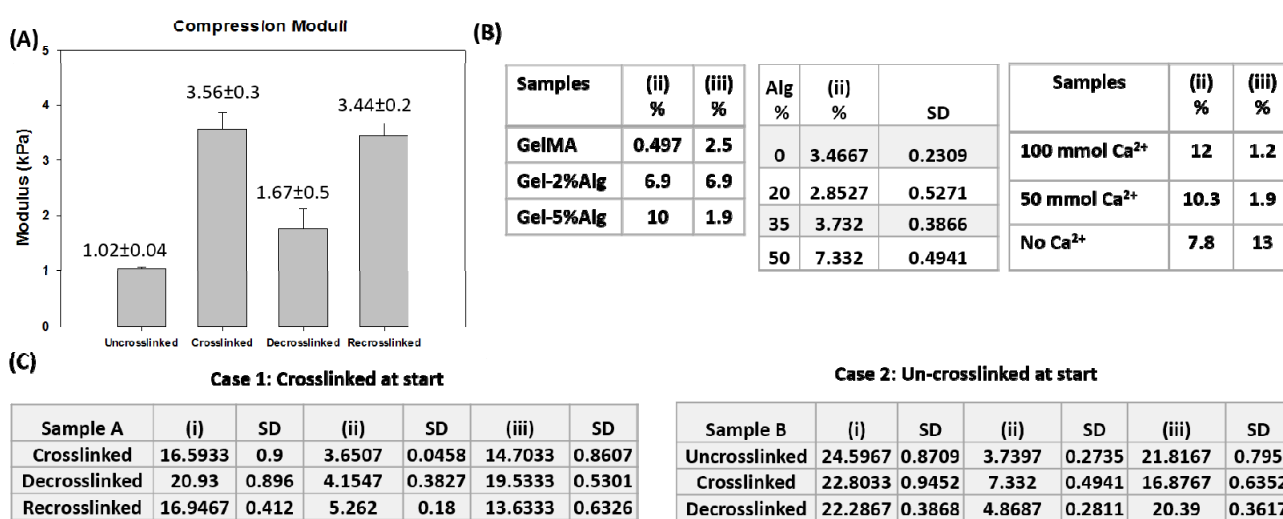 (A)
Compression Moduli
Modulus (kPa)
5
4
3
2
1
0
1.02±0.04
3.56±0.3
1.67±0.5
3.44±0.2
Uncrosslinked Crosslinked Decrosslinked Recrosslinked
(B)
Samples (ii) % (iii) %
GelMA 0.497 2.5
Gel-2%Alg 6.9 6.9
Gel-5%Alg 10 1.9
Alg % (ii) % SD
0 3.4667 0.2309
20 2.8527 0.5271
35 3.732 0.3866
50 7.332 0.4941
Samples (ii) % (iii) %
100 mmol Ca²⁺ 12 1.2
50 mmol Ca²⁺ 10.3 1.9
No Ca²⁺ 7.8 13
(C)
Case 1: Crosslinked at start
Sample A (i) SD (ii) SD (iii) SD
Crosslinked 16.5933 0.9 3.6507 0.0458 14.7033 0.8607
Decrosslinked 20.93 0.896 4.1547 0.3827 19.5333 0.5301
Recrosslinked 16.9467 0.412 5.262 0.18 13.6333 0.6326
Case 2: Un-crosslinked at start
Sample B (i) SD (ii) SD (iii) SD
Uncrosslinked 24.5967 0.8709 3.7397 0.2735 21.8167 0.795
Crosslinked 22.8033 0.9452 7.332 0.4941 16.8767 0.6352
Decrosslinked 22.2867 0.3868 4.8687 0.2811 20.39 0.3617